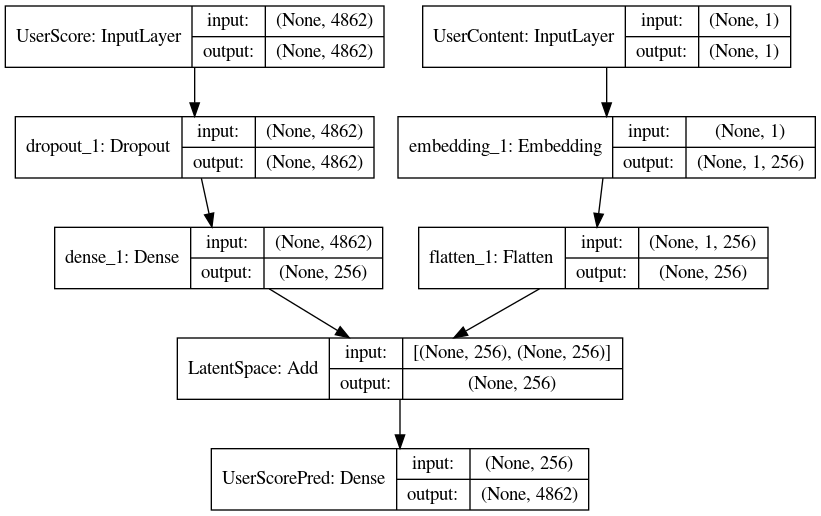 UserScore: InputLayer
input: (None, 4862)
output: (None, 4862)
UserContent: InputLayer
input: (None, 1)
output: (None, 1)
dropout_1: Dropout
input: (None, 4862)
output: (None, 4862)
embedding_1: Embedding
input: (None, 1)
output: (None, 1, 256)
dense_1: Dense
input: (None, 4862)
output: (None, 256)
flatten_1: Flatten
input: (None, 1, 256)
output: (None, 256)
LatentSpace: Add
input: [(None, 256), (None, 256)]
output: (None, 256)
UserScorePred: Dense
input: (None, 256)
output: (None, 4862)